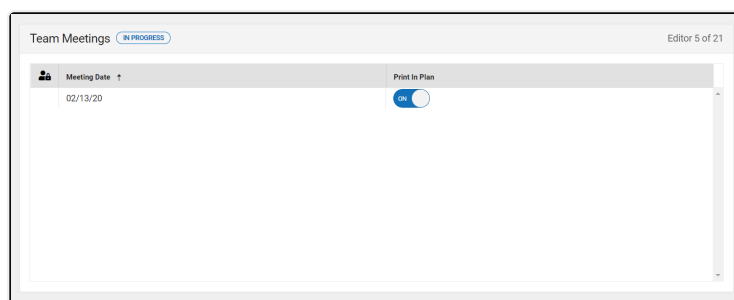 Team Meetings IN PROGRESS Editor 5 of 21
Meeting Date Print In Plan
02/13/20 ON